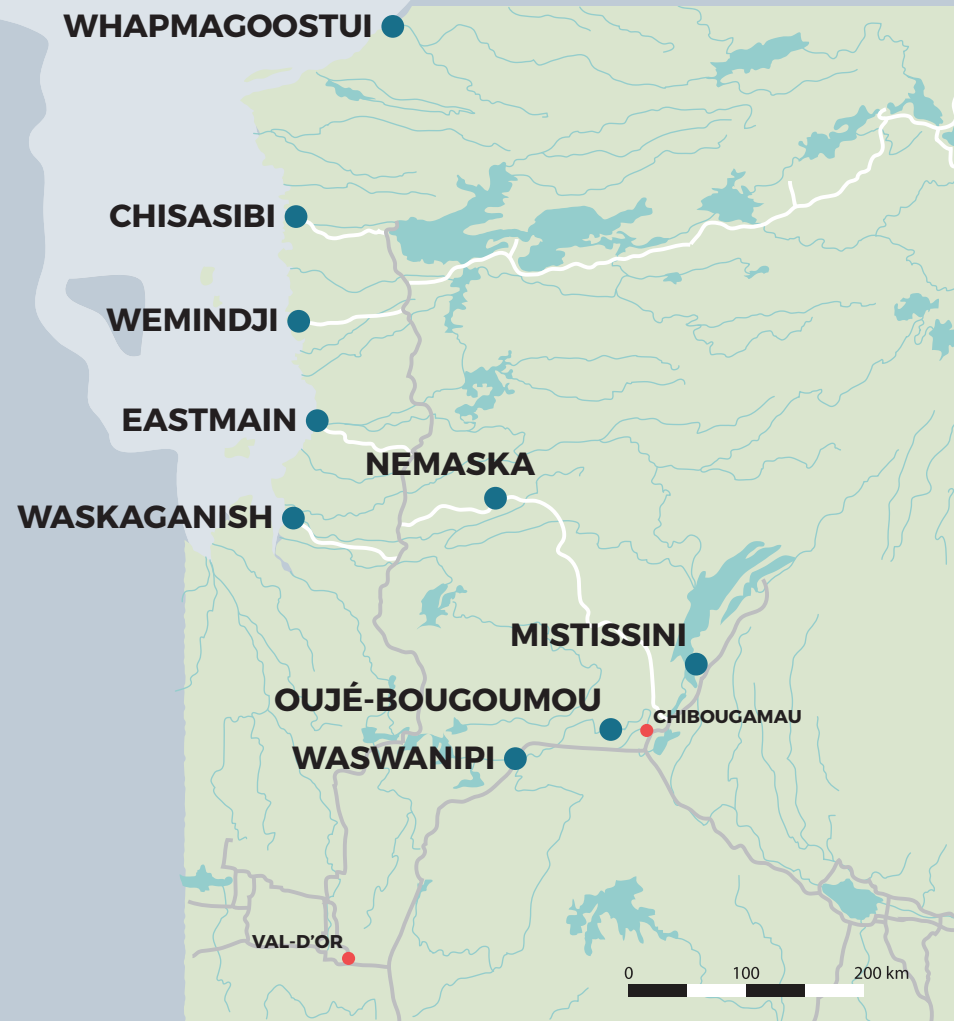 WHAPMAGOOSTUI
CHISASIBI
WEMINDJI
EASTMAIN
NEMASKA
WASKAGANISH
MISTISSINI
OUJÉ-BOUGOUMOU
CHIBOUGAMAU
WASWANIPI
VAL-D'OR
0 100 200 km